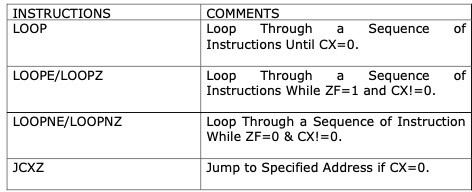 INSTRUCTIONS COMMENTS
LOOP Loop Through a Sequence of
Instructions Until CX=0.
LOOPE/LOOPZ Loop Through a Sequence of
Instructions While ZF=1 and CX!=0.
LOOPNE/LOOPNZ Loop Through a Sequence of Instruction
While ZF=0 & CX!=0.
JCXZ Jump to Specified Address if CX=0.